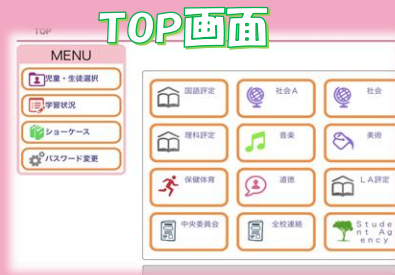 TOP画面
TOP
MENU
児童・生徒選択
学習状況
ショーケース
パスワード変更
国語評定
社会A
社会
理科評定
音楽
美術
保健体育
道徳
LA評定
中央委員会
全校連絡
Stude
nt Ag
ency